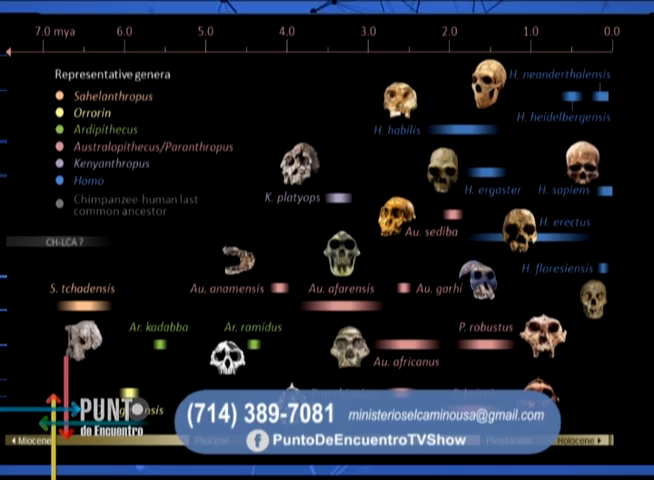 7.0 mya 6.0 5.0 4.0 3.0 2.0 1.0 0.0
Representative genera
Sahelanthropus
Orrorin
Ardipithecus
Australopithecus/Paranthropus
Kenyanthropus
Homo
Chimpanzee-human last
common ancestor
H. neanderthalensis
H. heidelbergensis
H. habilis
K. platyops
H. ergaster
H. sapiens
Au. sediba
H. erectus
CH-LCA ?
H. floresiensis
S. tchadensis
Au. anamensis
Au. afarensis
Au. garhi
Ar. kadabba
Ar. ramidus
P. robustus
Au. africanus
PUNTO
de Encuentro
(714) 389-7081
ministerioselcaminousa@gmail.com
f PuntoDeEncuentroTVShow
Miocene
Pliocene
Pleistocene
Holocene